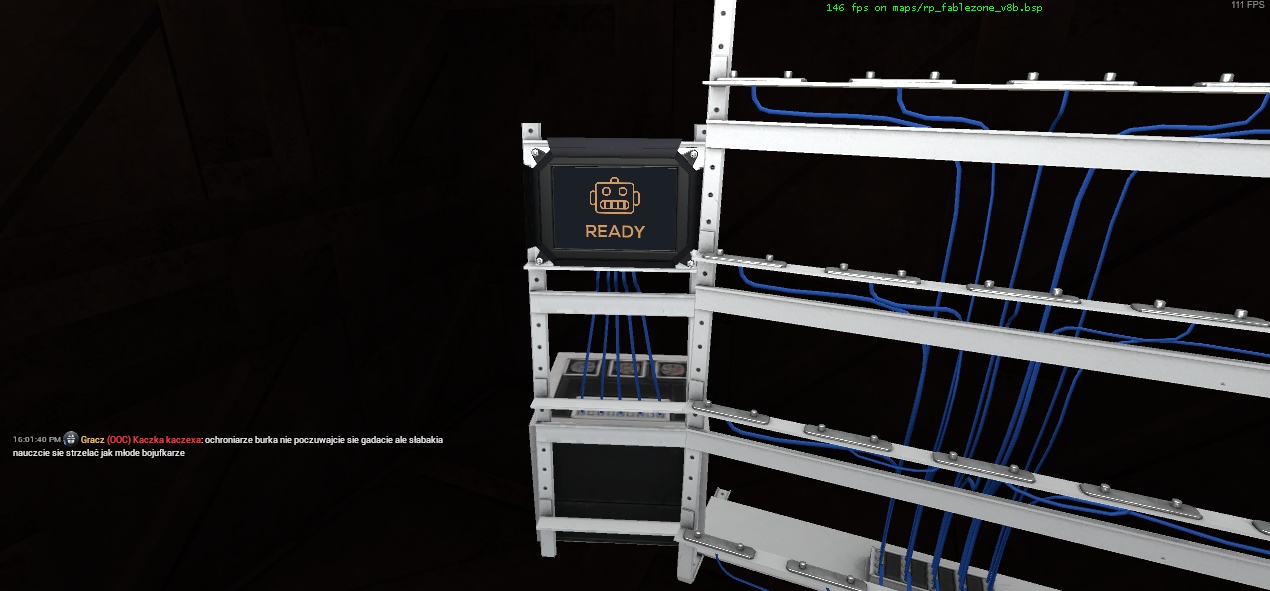 146 fps on maps/rp_fablezone_v8b.bsp
111 FPS
READY
16:01:40 PM Gracz (OOC) Kaczka kaczexa: ochroniarze burka nie poczuwajcie sie gadacie ale słabakia
nauczcie sie strzelać jak młode bojufkarze